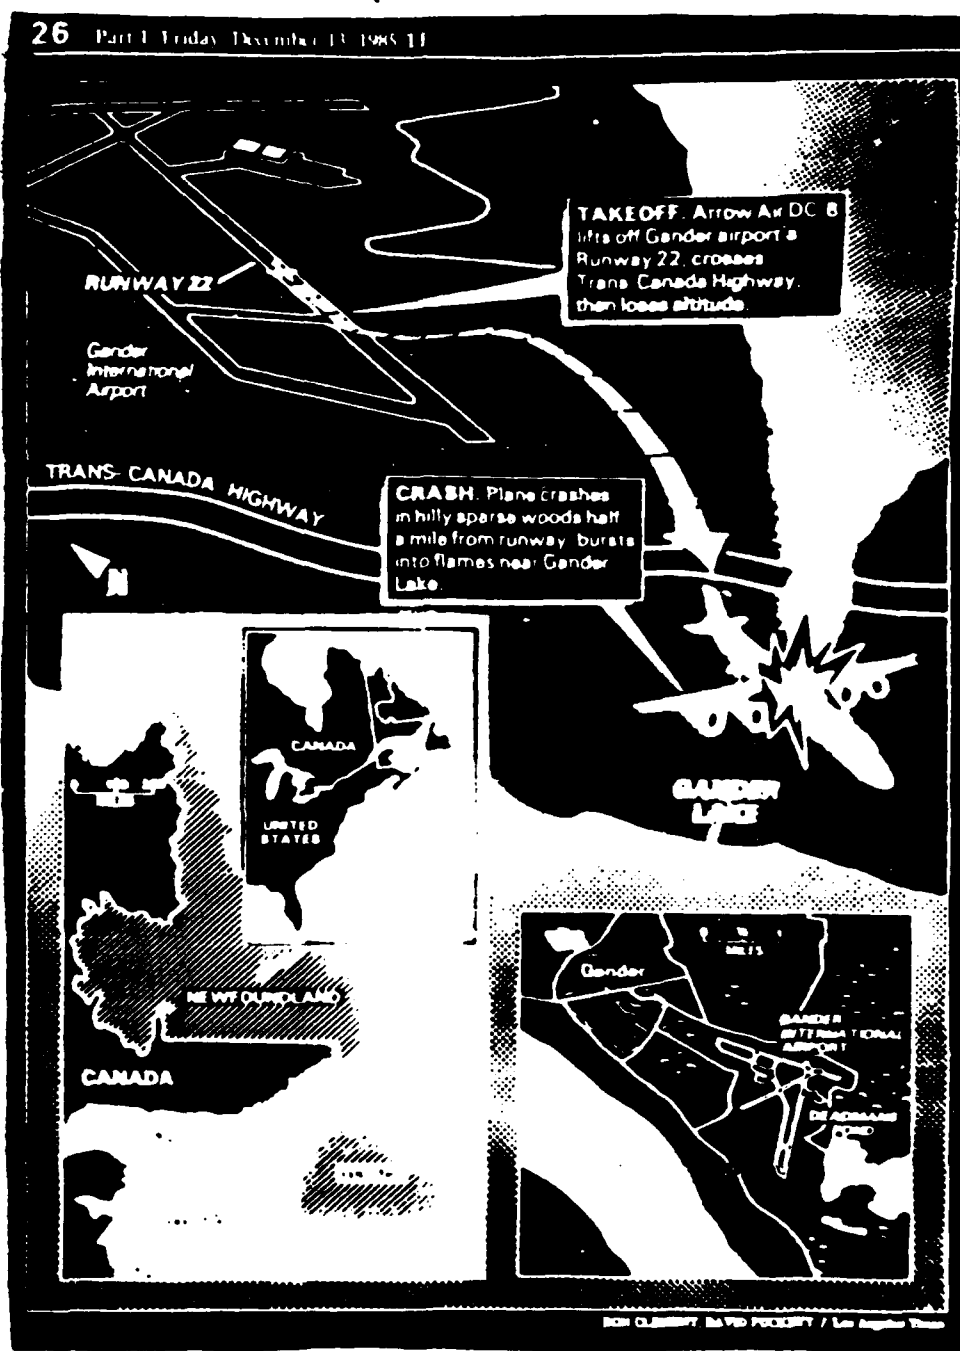 26 Part I Friday, December 13, 1985
TAKEOFF. Arrow Air DC-8
lifts off Gander airport's
Runway 22, crosses
Trans-Canada Highway,
then loses altitude.
RUNWAY 22
Gander
International
Airport
TRANS-CANADA HIGHWAY
CRASH. Plane crashes
in hilly sparse woods half
a mile from runway, bursts
into flames near Gander
Lake.
N
GANDER
LAKE
CANADA
UNITED
STATES
NEWFOUNDLAND
CANADA
MILES
Gander
GANDER
INTERNATIONAL
AIRPORT
DEADMANS
POND
DAVID PUCKETT / Los Angeles Times